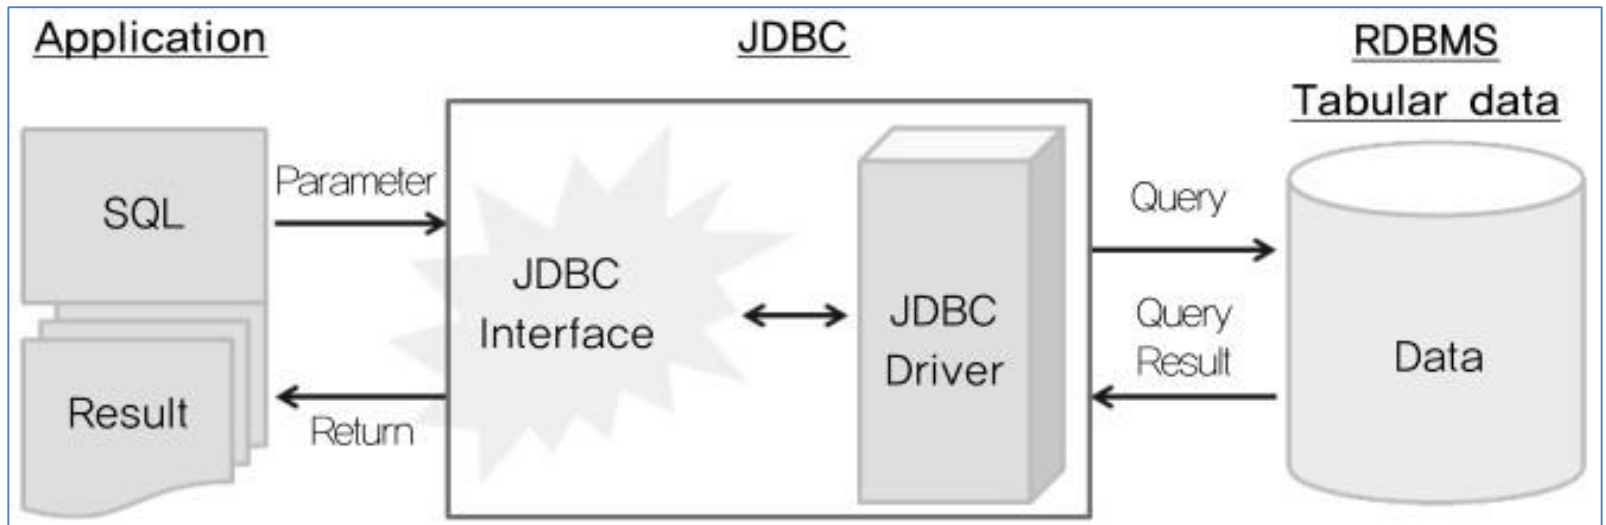 Application
JDBC
RDBMS
Tabular data
SQL
Parameter
Result
Return
JDBC
Interface
JDBC
Driver
Query
Query
Result
Data